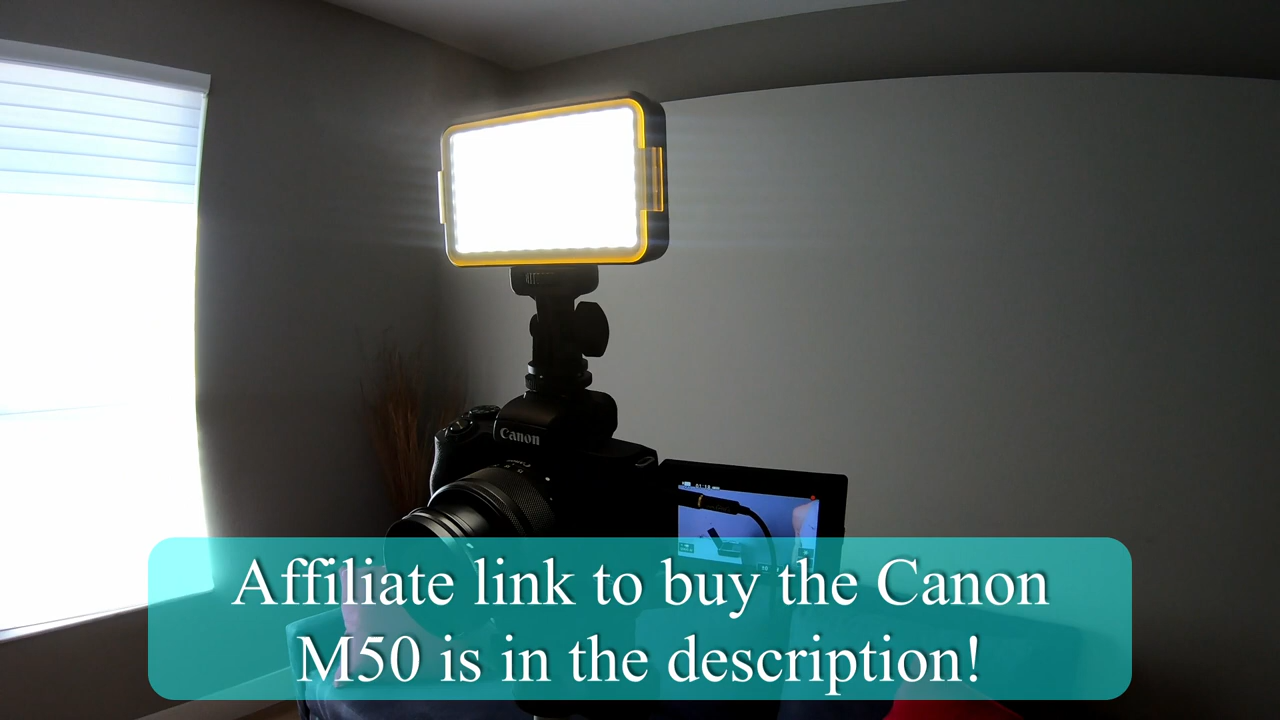 Canon
Affiliate link to buy the Canon
M50 is in the description!